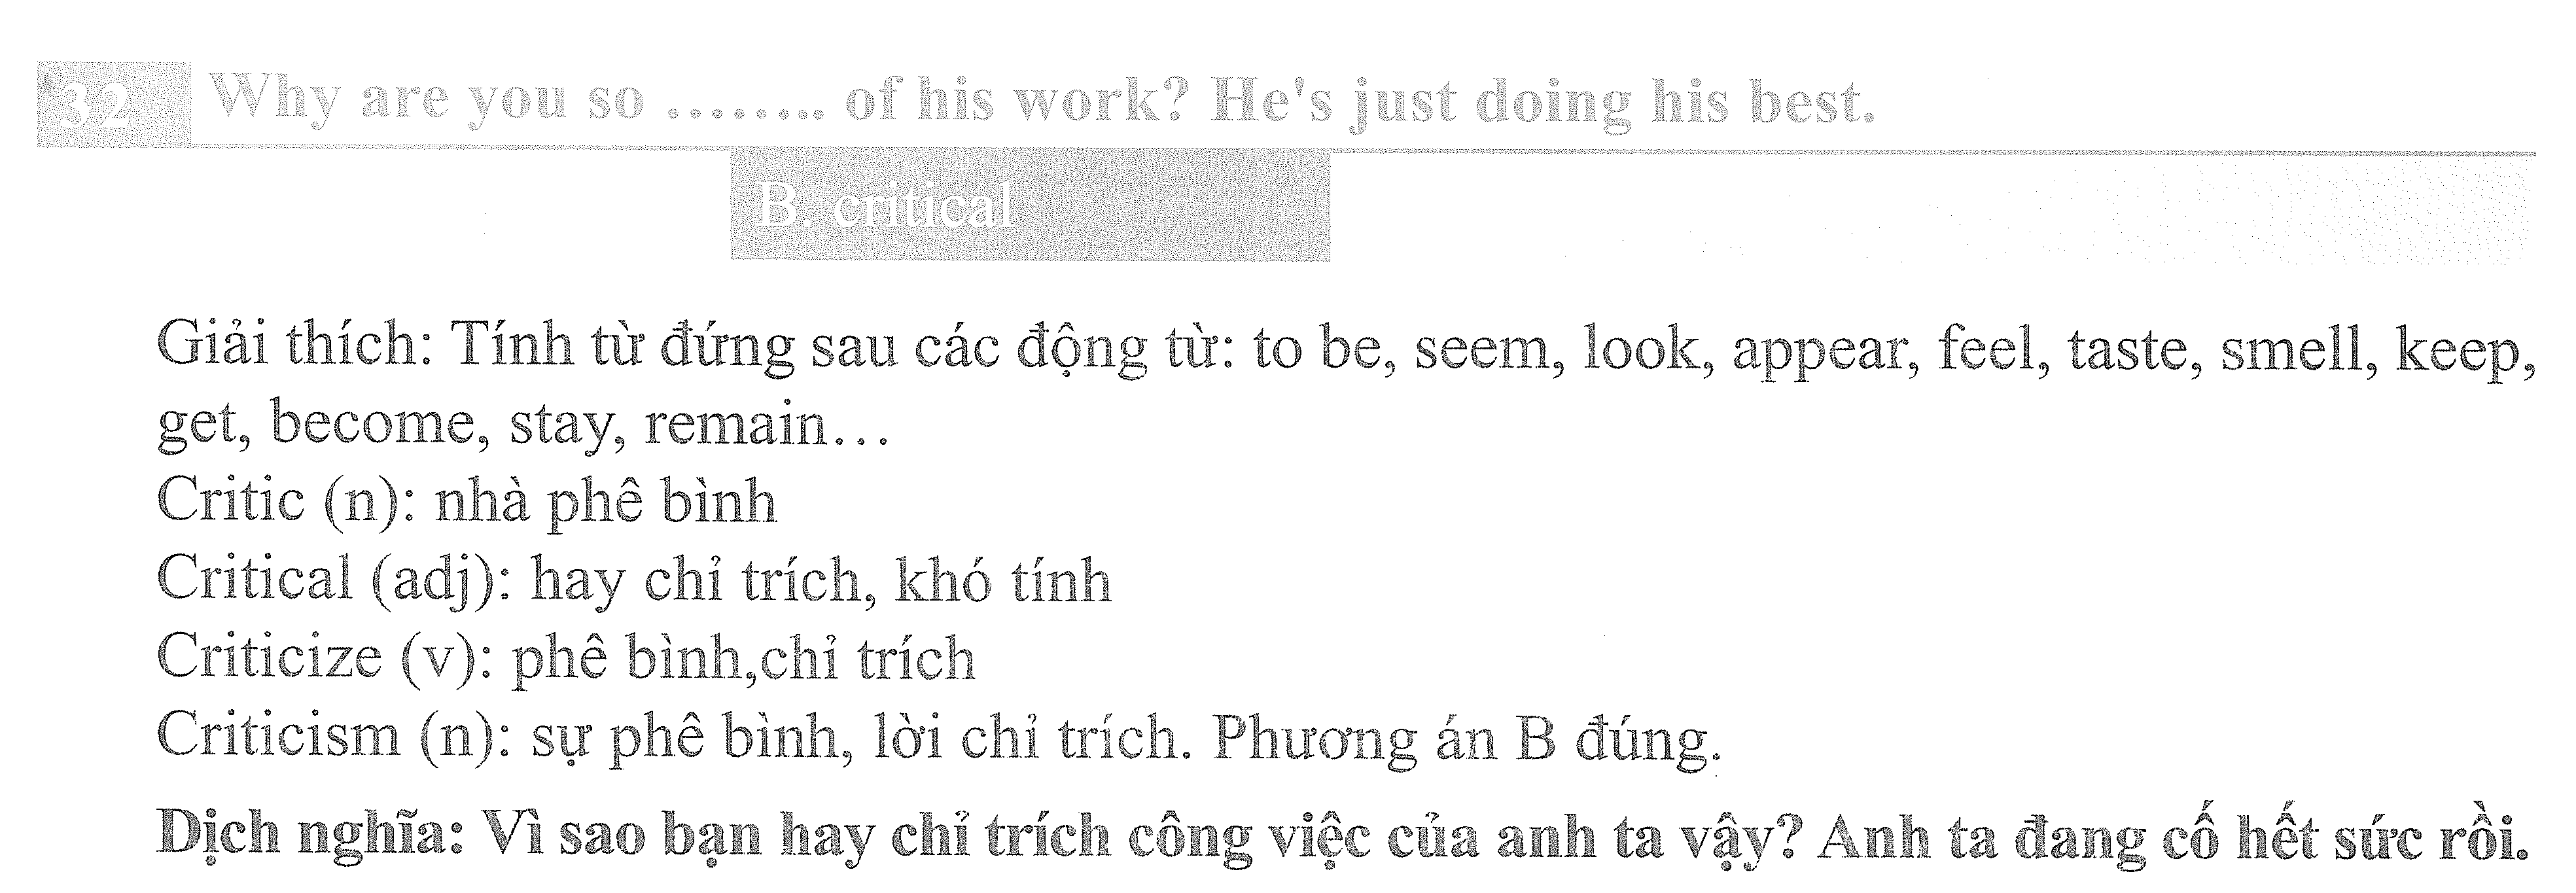 32 Why are you so ........ of his work? He's just doing his best.
B. critical
Giải thích: Tính từ đứng sau các động từ: to be, seem, look, appear, feel, taste, smell, keep,
get, become, stay, remain...
Critic (n): nhà phê bình
Critical (adj): hay chỉ trích, khó tính
Criticize (v): phê bình,chỉ trích
Criticism (n): sự phê bình, lời chỉ trích. Phương án B đúng.
Dịch nghĩa: Vì sao bạn hay chỉ trích công việc của anh ta vậy? Anh ta đang cố hết sức rồi.